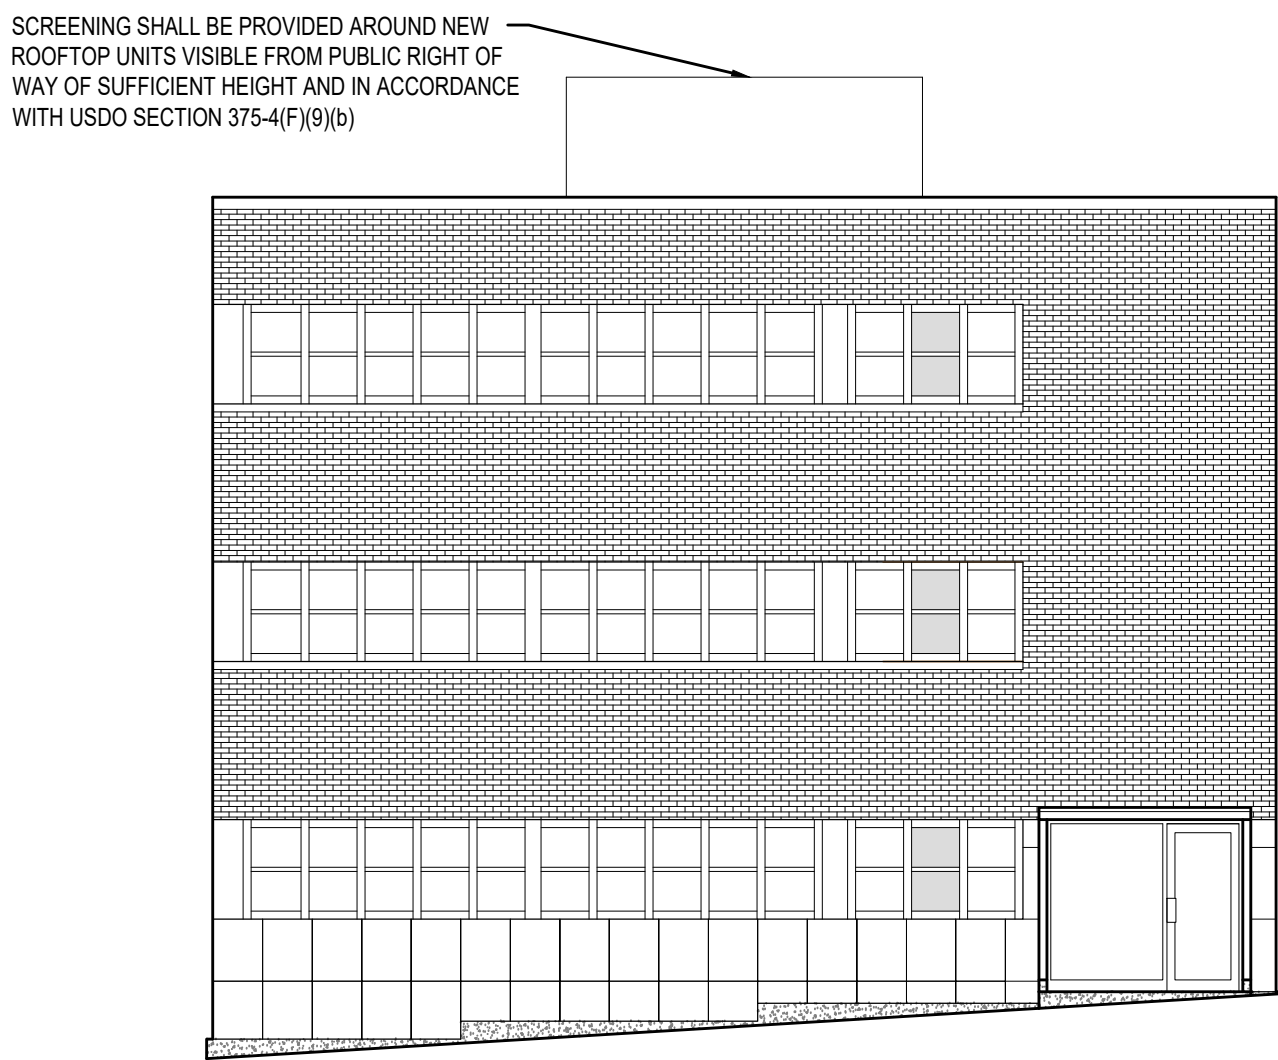 SCREENING SHALL BE PROVIDED AROUND NEW
ROOFTOP UNITS VISIBLE FROM PUBLIC RIGHT OF
WAY OF SUFFICIENT HEIGHT AND IN ACCORDANCE
WITH USDO SECTION 375-4(F)(9)(b)